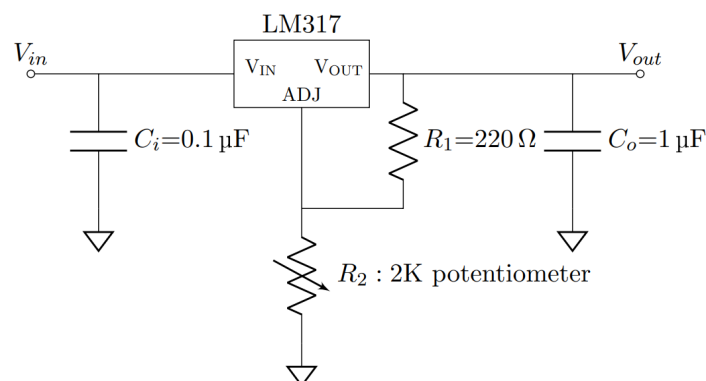 LM317
V_in
V_out
V_IN
V_OUT
ADJ
C_i=0.1 µF
R_1=220 Ω
C_o=1 µF
R_2 : 2K potentiometer